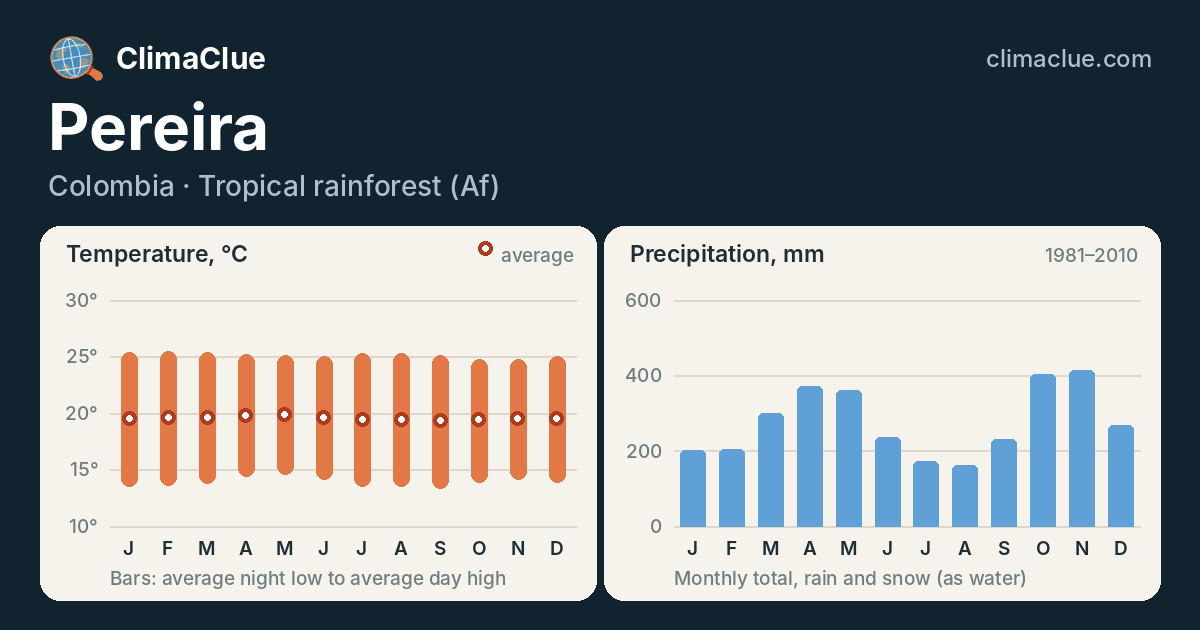 ClimaClue
climaclue.com
Pereira
Colombia · Tropical rainforest (Af)
Temperature, °C
average
30°
25°
20°
15°
10°
J F M A M J J A S O N D
Bars: average night low to average day high
Precipitation, mm
1981–2010
600
400
200
0
J F M A M J J A S O N D
Monthly total, rain and snow (as water)